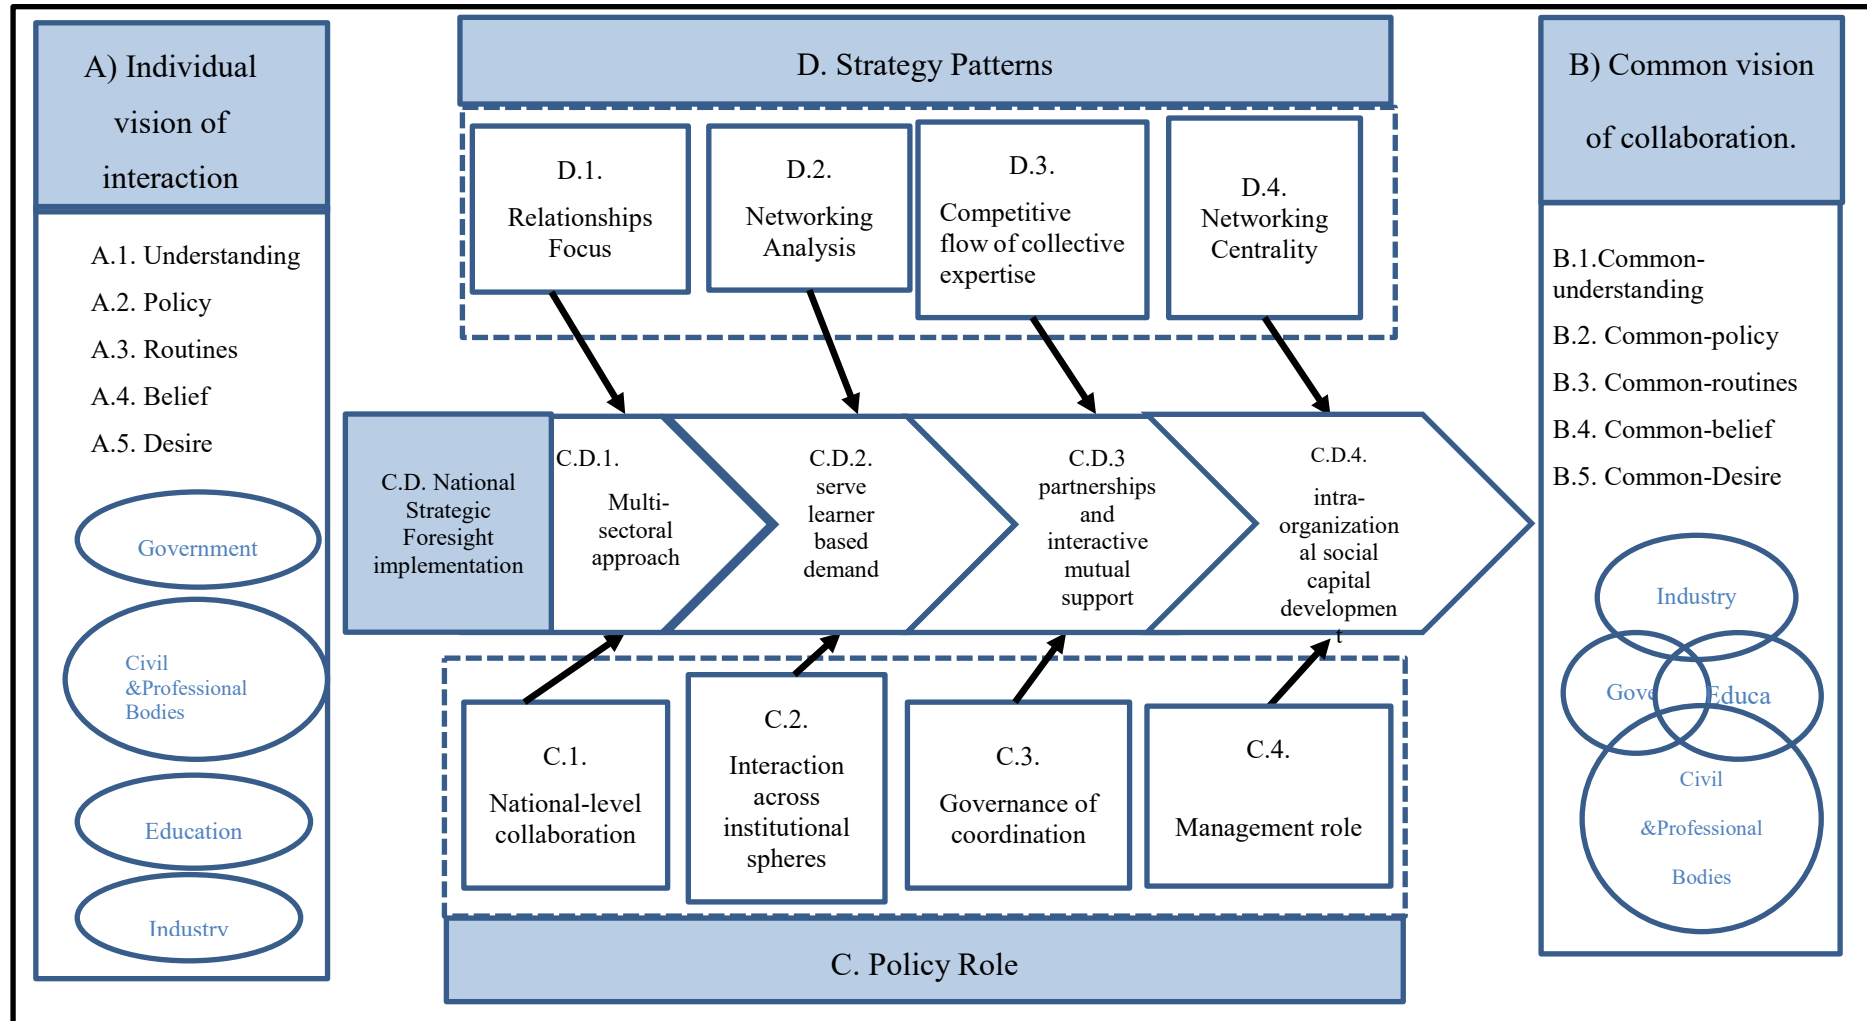 A) Individual
vision of
interaction
A.1. Understanding
A.2. Policy
A.3. Routines
A.4. Belief
A.5. Desire
Government
Civil
&Professional
Bodies
Education
Industry
D. Strategy Patterns
D.1.
Relationships
Focus
D.2.
Networking
Analysis
D.3.
Competitive
flow of collective
expertise
D.4.
Networking
Centrality
C.D. National
Strategic
Foresight
implementation
C.D.1.
Multi-
sectoral
approach
C.D.2.
serve
learner
based
demand
C.D.3
partnerships
and
interactive
mutual
support
C.D.4.
intra-
organization
al social
capital
developmen
t
C.1.
National-level
collaboration
C.2.
Interaction
across
institutional
spheres
C.3.
Governance of
coordination
C.4.
Management role
C. Policy Role
B) Common vision
of collaboration.
B.1.Common-
understanding
B.2. Common-policy
B.3. Common-routines
B.4. Common-belief
B.5. Common-Desire
Industry
Gove
Educa
Civil
&Professional
Bodies